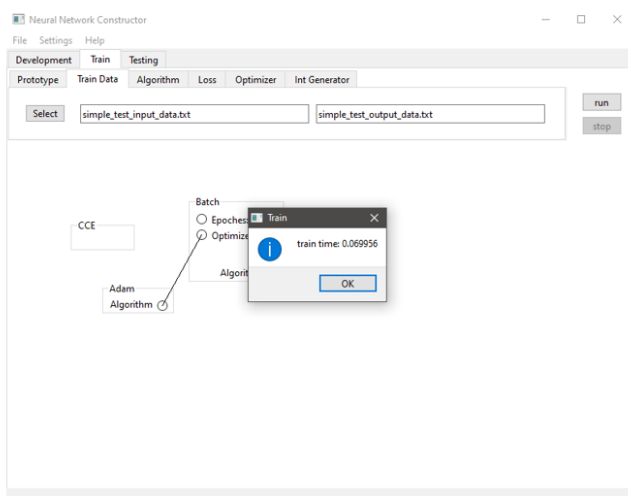 Neural Network Constructor
File Settings Help
Development Train Testing
Prototype Train Data Algorithm Loss Optimizer Int Generator
Select simple_test_input_data.txt simple_test_output_data.txt
run
stop
Batch
Epoches
Optimize
Algorit
CCE
Adam
Algorithm
Train
train time: 0.069956
OK